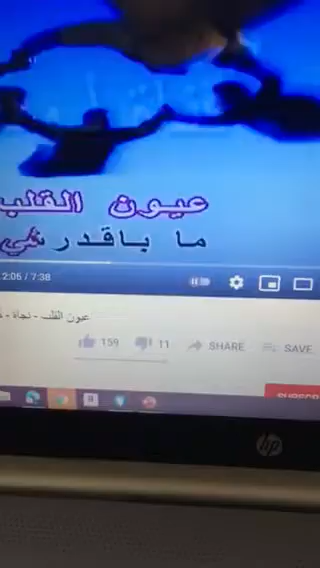 عيون القلب
ما باقدرش
2:05 / 7:38
عيون القلب - نجاة -
159
11
SHARE
SAVE
hp